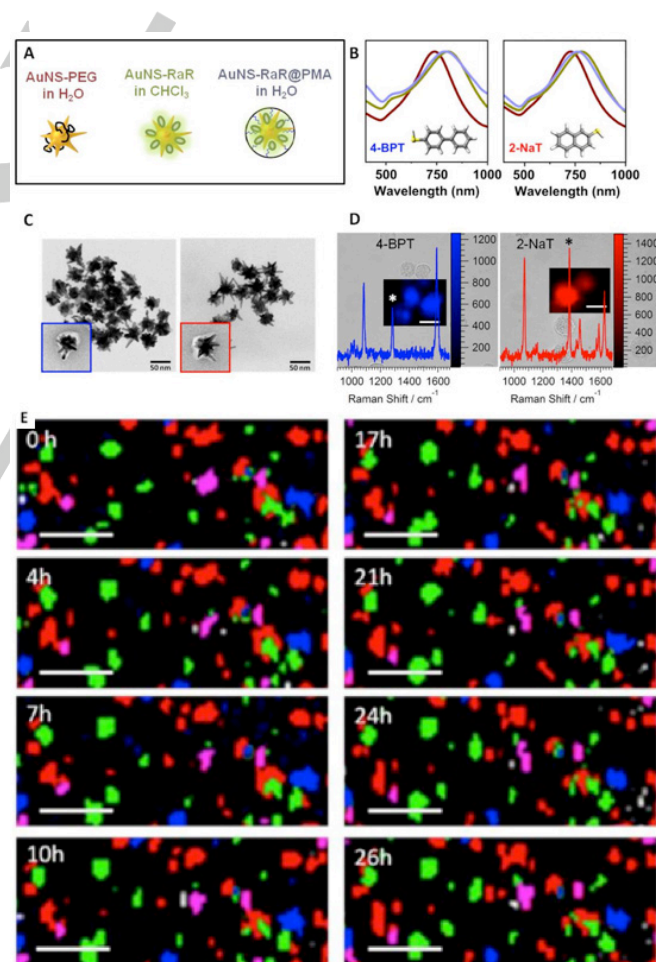 A
AuNS-PEG
in H2O
AuNS-RaR
in CHCl3
AuNS-RaR@PMA
in H2O
B
4-BPT
500 750 1000
Wavelength (nm)
2-NaT
500 750 1000
Wavelength (nm)
C
50 nm
50 nm
D
4-BPT
*
1000 1200 1400 1600
Raman Shift / cm-1
1400
1200
1000
800
600
400
200
2-NaT
*
1000 1200 1400 1600
Raman Shift / cm-1
1200
1000
800
600
400
200
E
0 h
17h
4h
21h
7h
24h
10h
26h